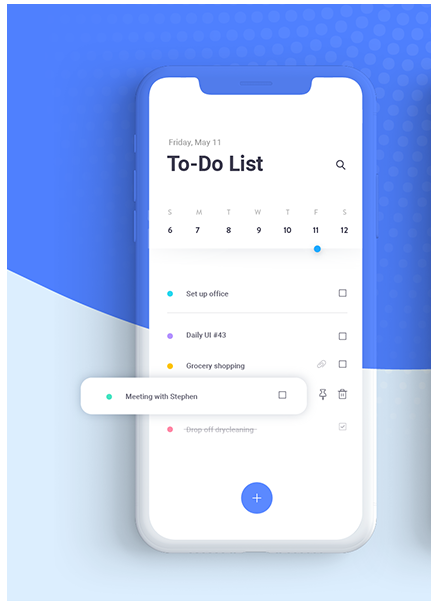 Friday, May 11
To-Do List
S M T W T F S
6 7 8 9 10 11 12
Set up office
Daily UI #43
Grocery shopping
Meeting with Stephen
Drop off drycleaning